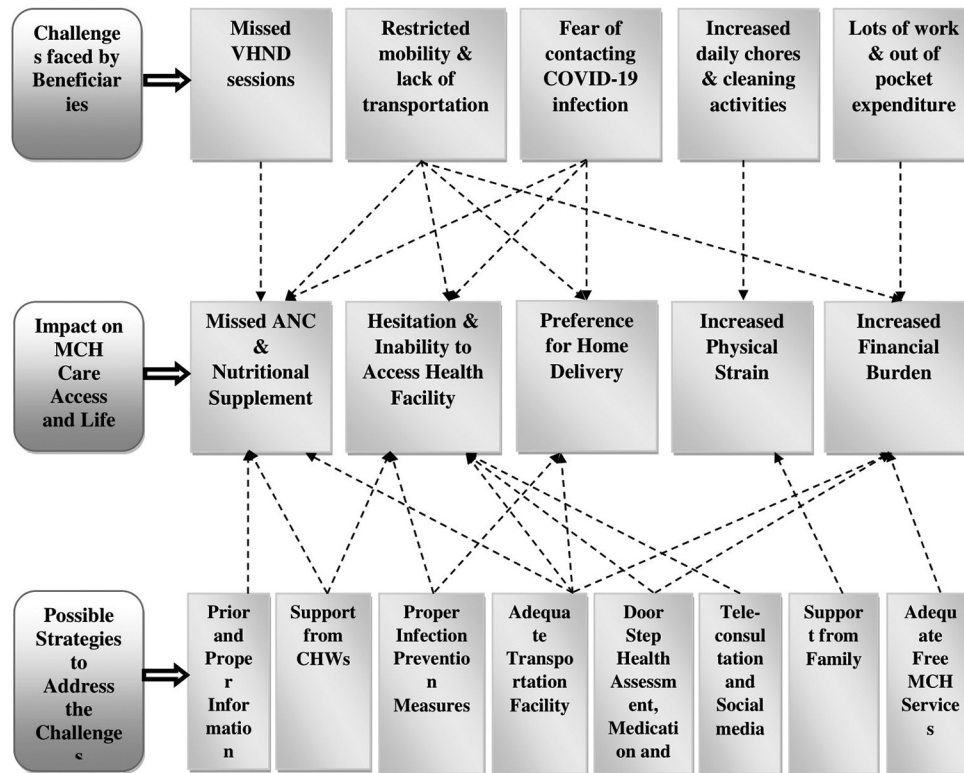 Challenge
s faced by
Beneficiar
ies
Missed
VHND
sessions
Restricted
mobility &
lack of
transportation
Fear of
contacting
COVID-19
infection
Increased
daily chores
& cleaning
activities
Lots of work
& out of
pocket
expenditure
Impact on
MCH
Care
Access
and Life
Missed ANC
&
Nutritional
Supplement
Hesitation &
Inability to
Access Health
Facility
Preference
for Home
Delivery
Increased
Physical
Strain
Increased
Financial
Burden
Possible
Strategies
to
Address
the
Challenge
s
Prior
and
Prope
r
Infor
matio
n
Support
from
CHWs
Proper
Infection
Preventio
n
Measures
Adequa
te
Transpo
rtation
Facility
Door
Step
Health
Assessm
ent,
Medicati
on and
Tele-
consul
tation
and
Social
media
Suppor
t from
Family
Adequ
ate
Free
MCH
Service
s